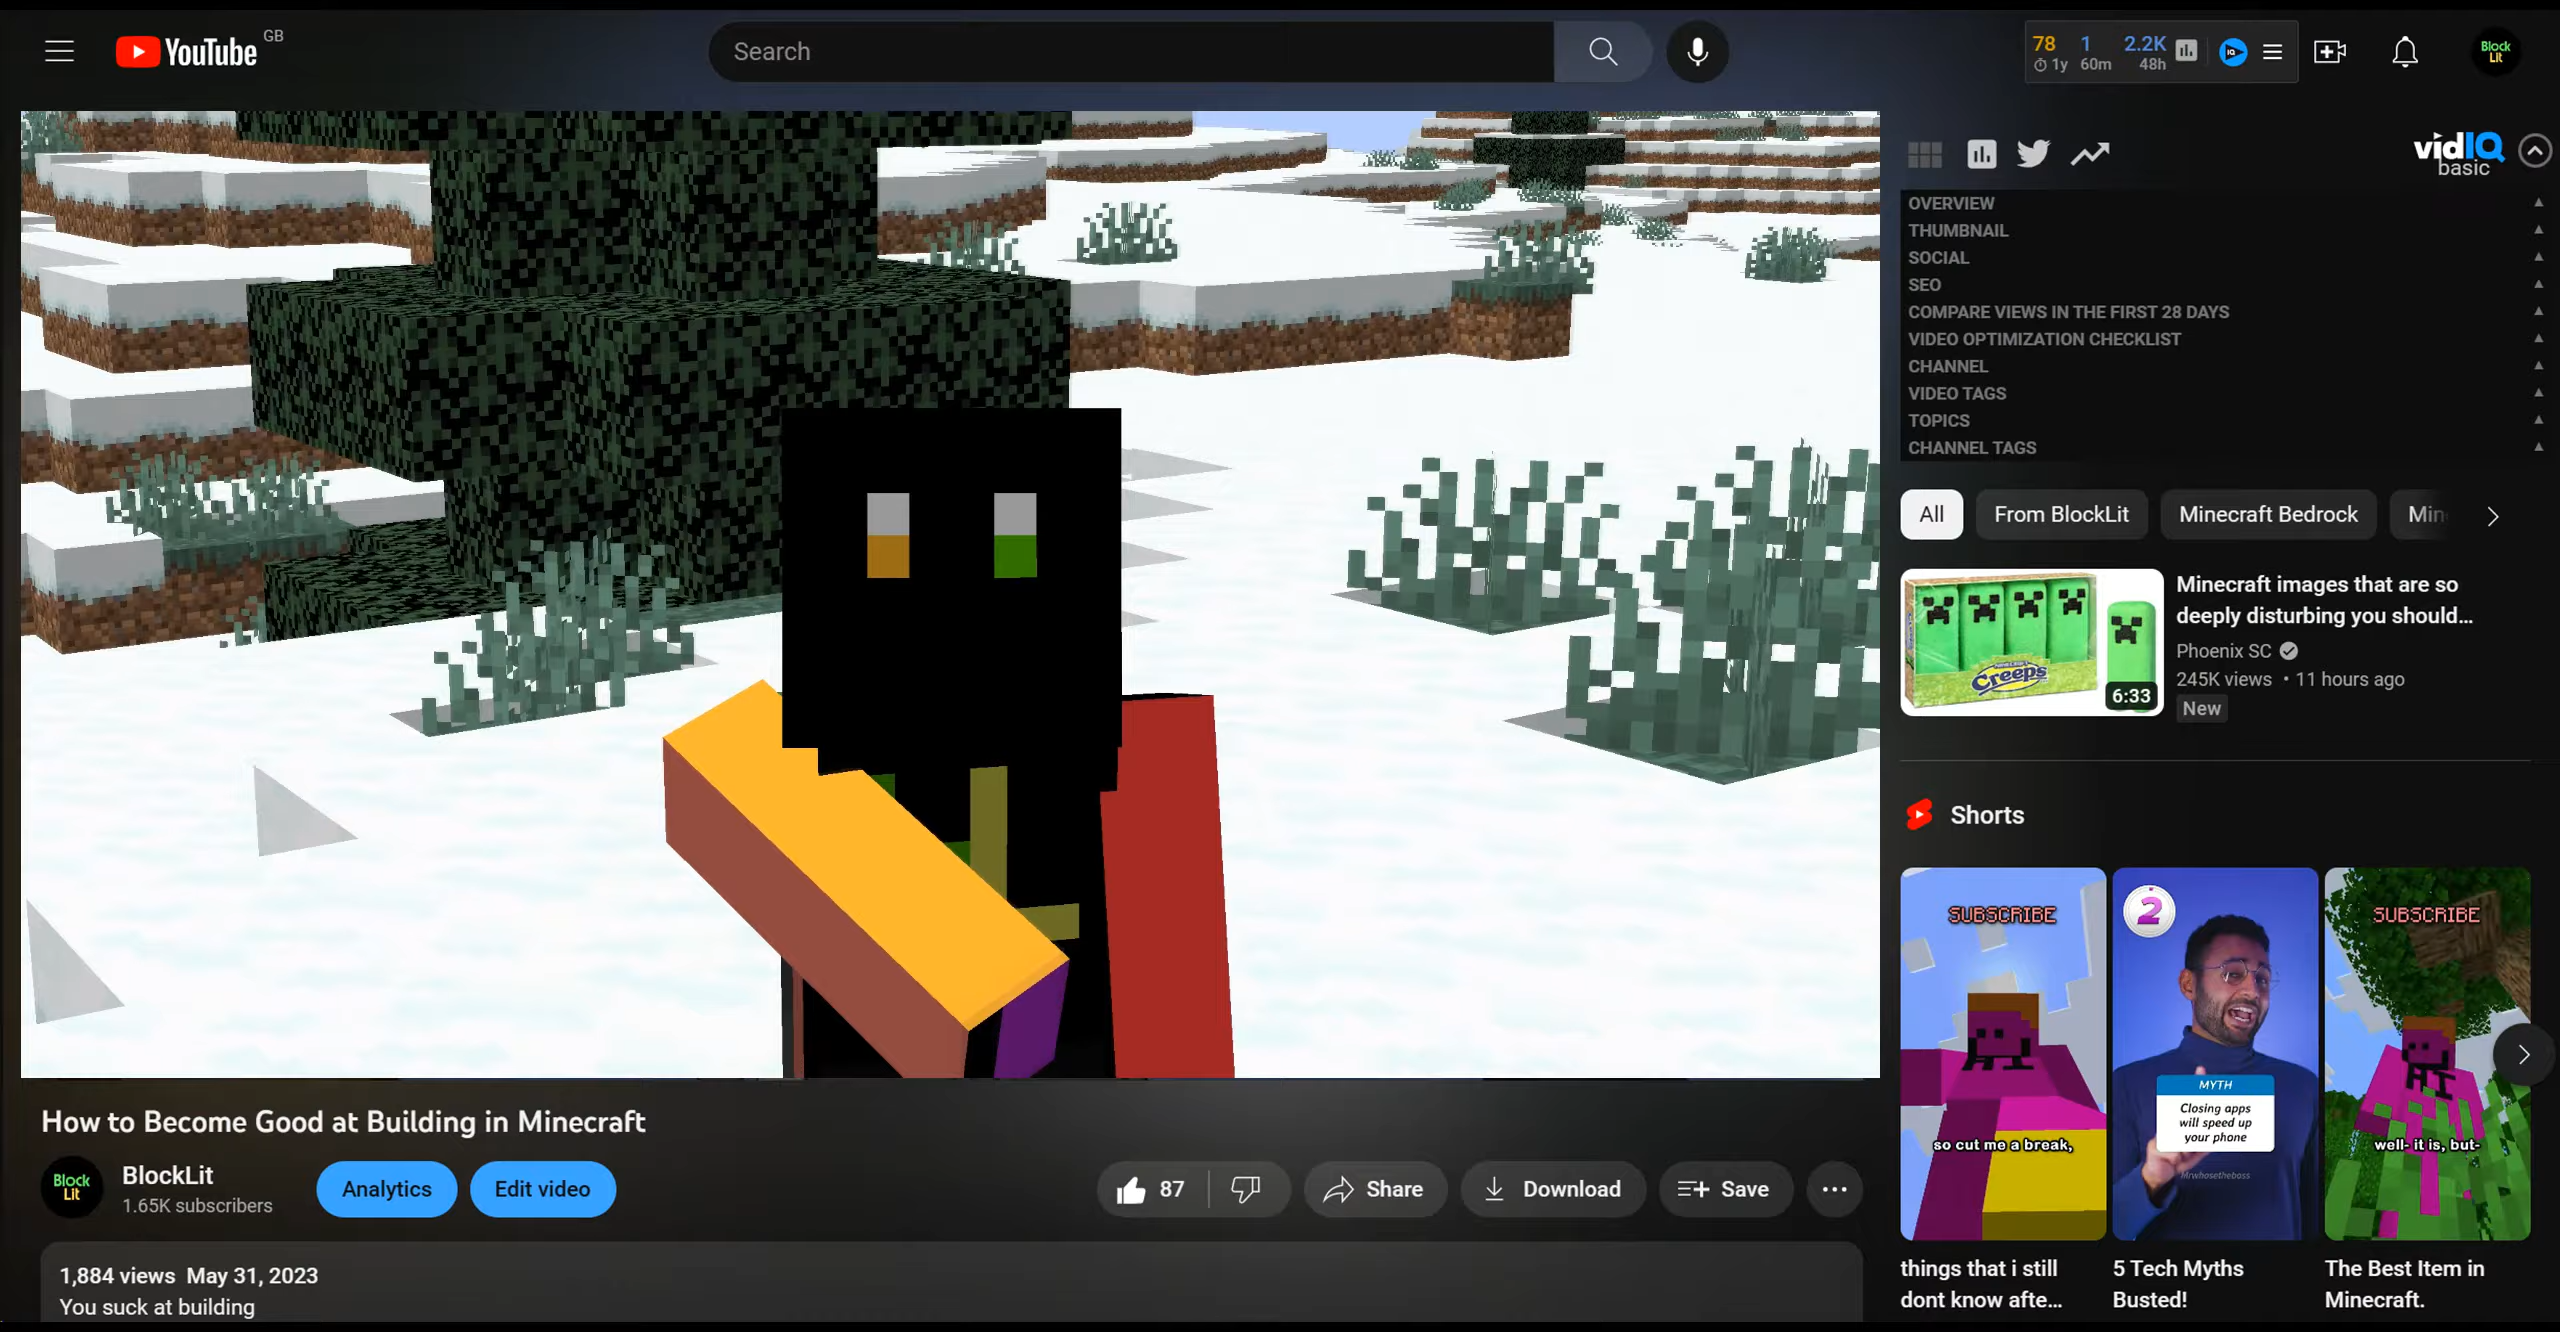 YouTube GB
Search
78 1 2.2K
1y 60m 48h
Block
Lit
vidIQ
basic
OVERVIEW
THUMBNAIL
SOCIAL
SEO
COMPARE VIEWS IN THE FIRST 28 DAYS
VIDEO OPTIMIZATION CHECKLIST
CHANNEL
VIDEO TAGS
TOPICS
CHANNEL TAGS
All From BlockLit Minecraft Bedrock Min
Creeps
6:33
Minecraft images that are so
deeply disturbing you should...
Phoenix SC
245K views • 11 hours ago
New
Shorts
SUBSCRIBE
so cut me a break,
2
MYTH
Closing apps
will speed up
your phone
Mrwhosetheboss
SUBSCRIBE
well- it is, but-
things that i still
dont know afte...
5 Tech Myths
Busted!
The Best Item in
Minecraft.
How to Become Good at Building in Minecraft
Block
Lit
BlockLit
1.65K subscribers
Analytics Edit video
87 Share Download Save
1,884 views May 31, 2023
You suck at building